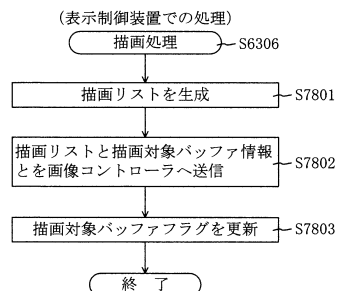 （表示制御装置での処理）
描画処理
S6306
描画リストを生成
S7801
描画リストと描画対象バッファ情報
とを画像コントローラへ送信
S7802
描画対象バッファフラグを更新
S7803
終　了